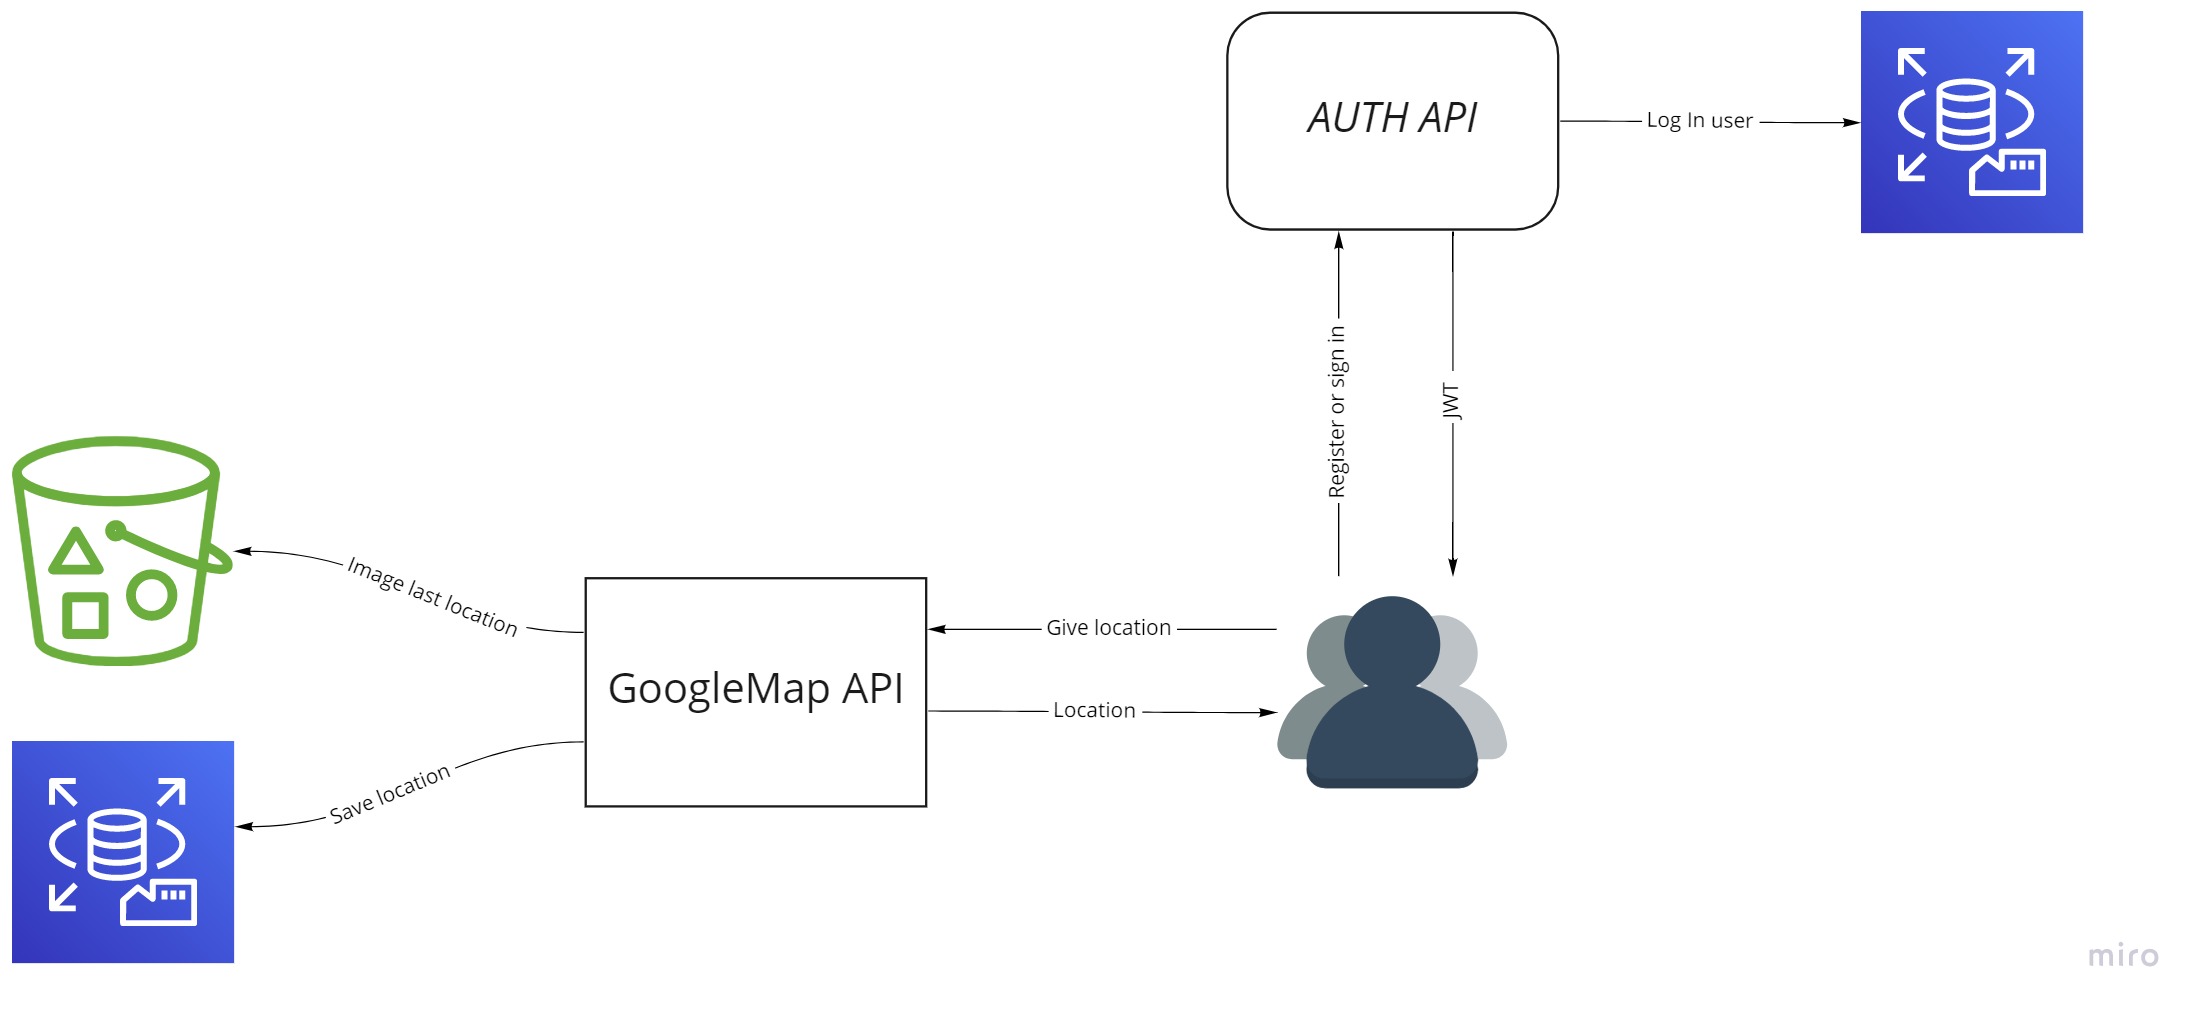 AUTH API
Log In user
Register or sign in
JWT
Image last location
Give location
GoogleMap API
Location
Save location
miro